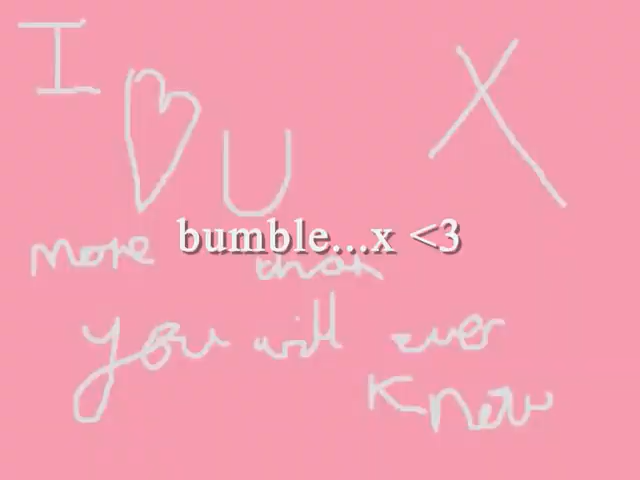 I ♡ U X
bumble...x <3
more than
you will ever
know